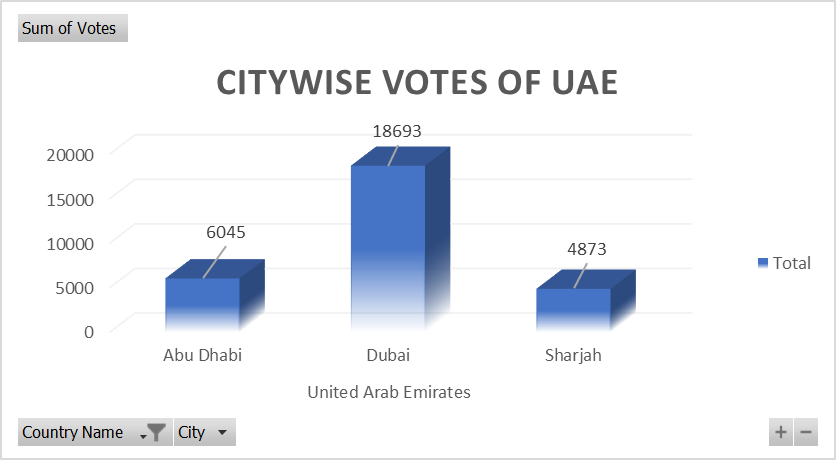 Sum of Votes
CITYWISE VOTES OF UAE
20000
15000
10000
5000
0
6045
18693
4873
Abu Dhabi
Dubai
Sharjah
United Arab Emirates
Total
Country Name
City